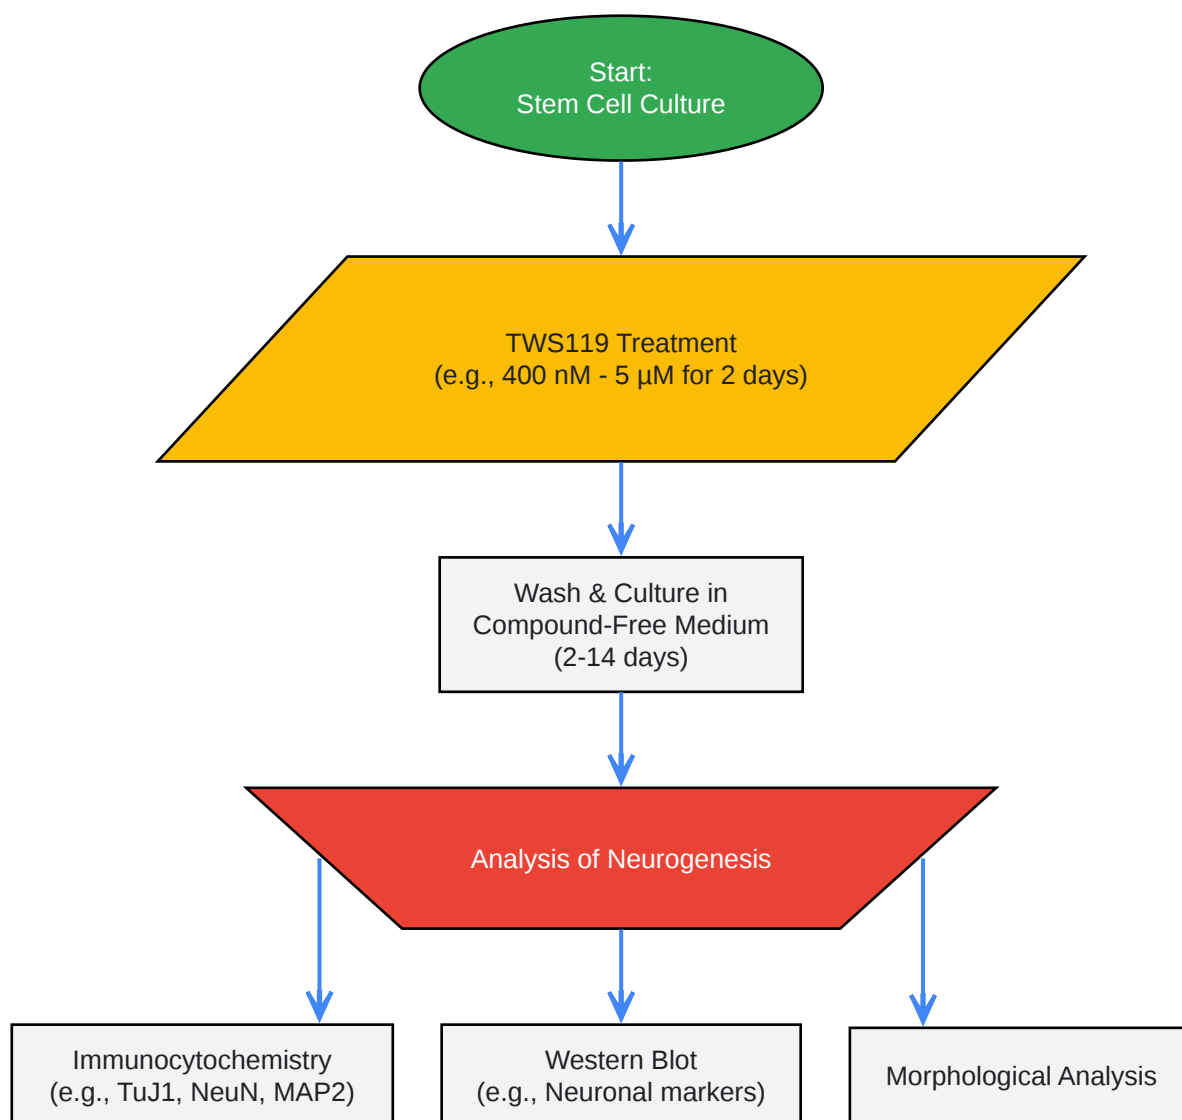 Start:
Stem Cell Culture
TWS119 Treatment
(e.g., 400 nM - 5 µM for 2 days)
Wash & Culture in
Compound-Free Medium
(2-14 days)
Analysis of Neurogenesis
Immunocytochemistry
(e.g., TuJ1, NeuN, MAP2)
Western Blot
(e.g., Neuronal markers)
Morphological Analysis